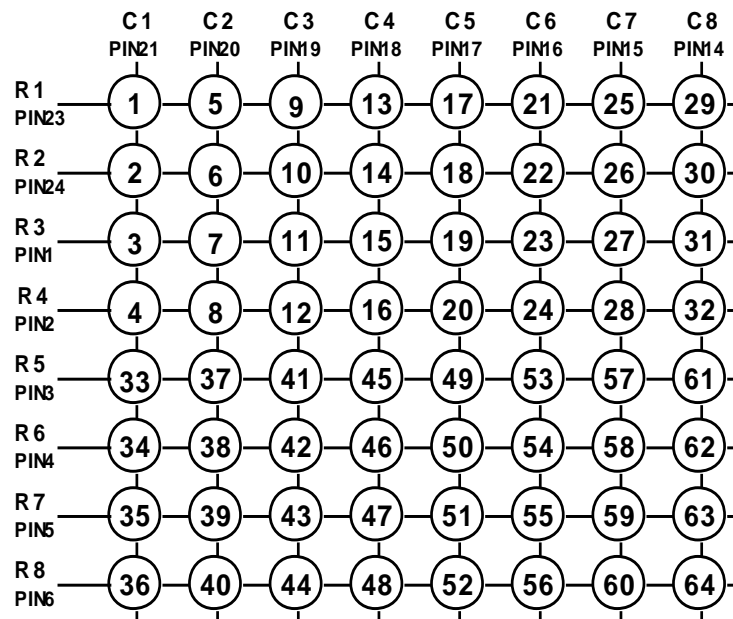 C1 C2 C3 C4 C5 C6 C7 C8
PIN21 PIN20 PIN19 PIN18 PIN17 PIN16 PIN15 PIN14
R1 1 5 9 13 17 21 25 29
PIN23
R2 2 6 10 14 18 22 26 30
PIN24
R3 3 7 11 15 19 23 27 31
PIN1
R4 4 8 12 16 20 24 28 32
PIN2
R5 33 37 41 45 49 53 57 61
PIN3
R6 34 38 42 46 50 54 58 62
PIN4
R7 35 39 43 47 51 55 59 63
PIN5
R8 36 40 44 48 52 56 60 64
PIN6